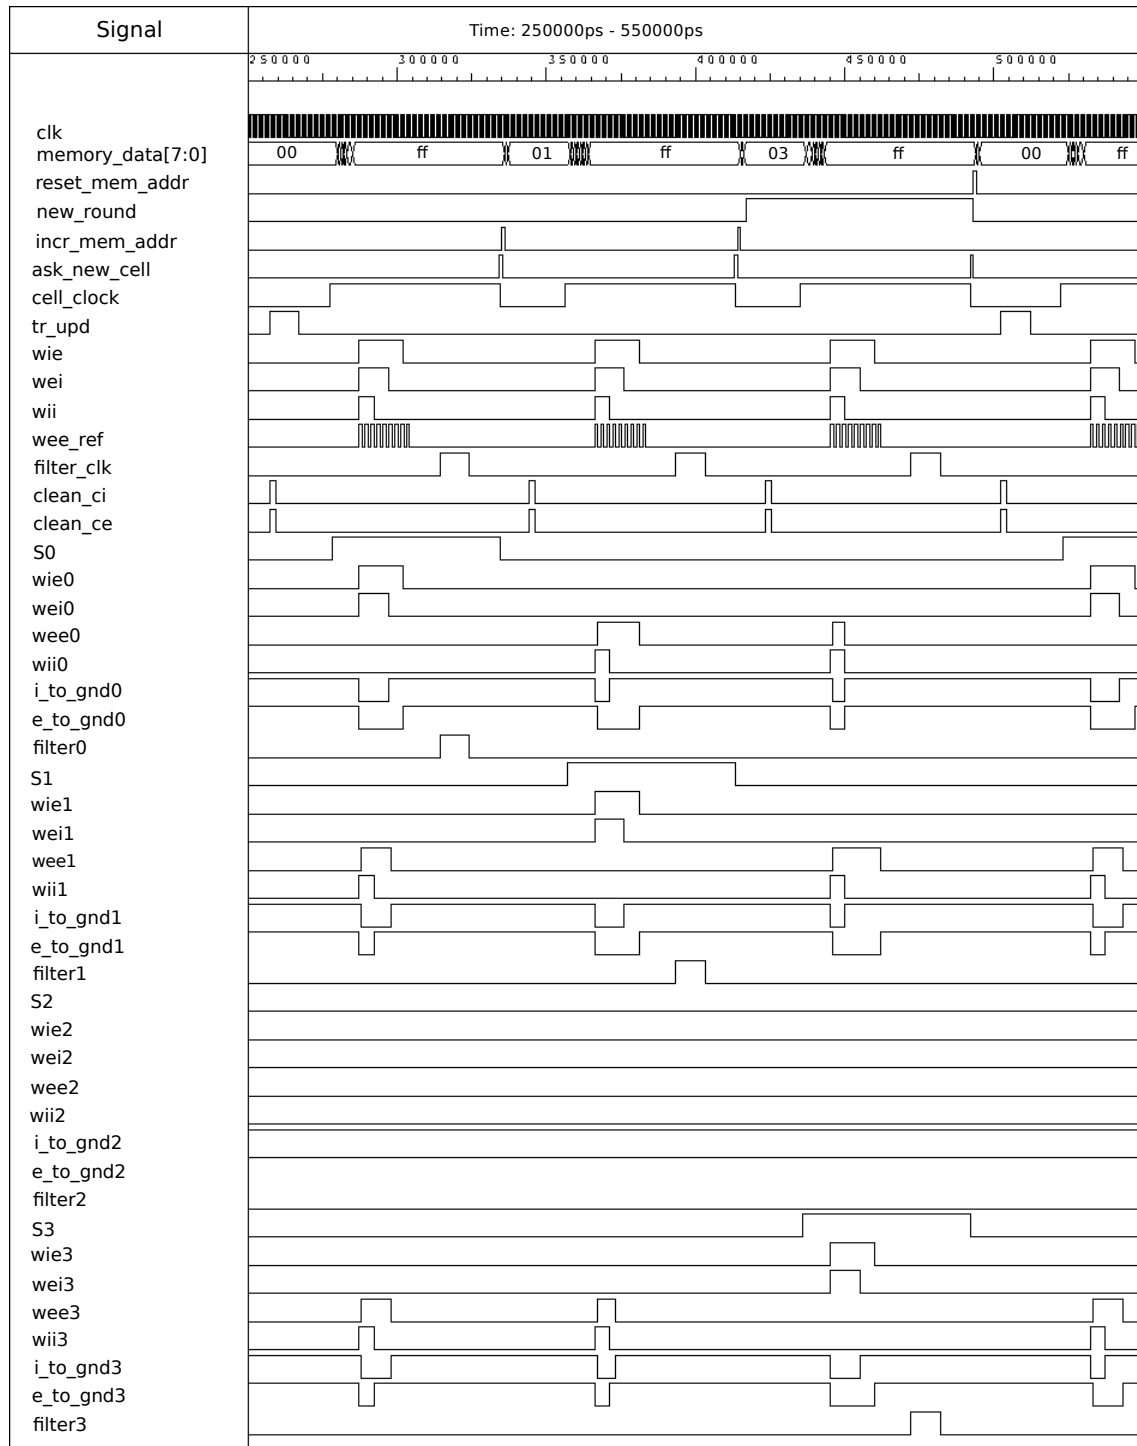 Signal Time: 250000ps - 550000ps
250000 300000 350000 400000 450000 500000
clk
memory_data[7:0] 00 ff 01 ff 03 ff 00 ff
reset_mem_addr
new_round
incr_mem_addr
ask_new_cell
cell_clock
tr_upd
wie
wei
wii
wee_ref
filter_clk
clean_ci
clean_ce
S0
wie0
wei0
wee0
wii0
i_to_gnd0
e_to_gnd0
filter0
S1
wie1
wei1
wee1
wii1
i_to_gnd1
e_to_gnd1
filter1
S2
wie2
wei2
wee2
wii2
i_to_gnd2
e_to_gnd2
filter2
S3
wie3
wei3
wee3
wii3
i_to_gnd3
e_to_gnd3
filter3